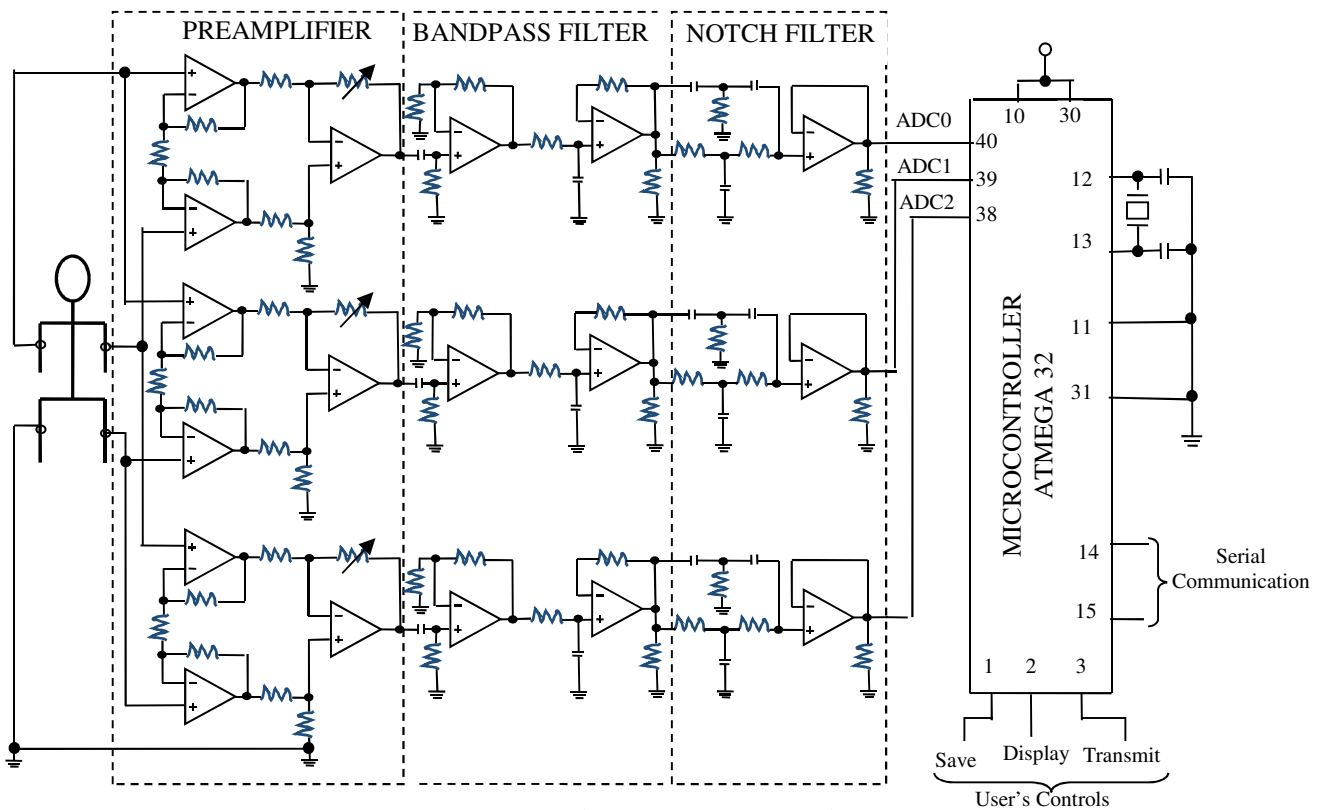 PREAMPLIFIER
BANDPASS FILTER
NOTCH FILTER
ADC0
ADC1
ADC2
10
30
40
39
38
12
13
11
31
14
15
MICROCONTROLLER
ATMEGA 32
Serial
Communication
1
2
3
Save
Display
Transmit
User's Controls